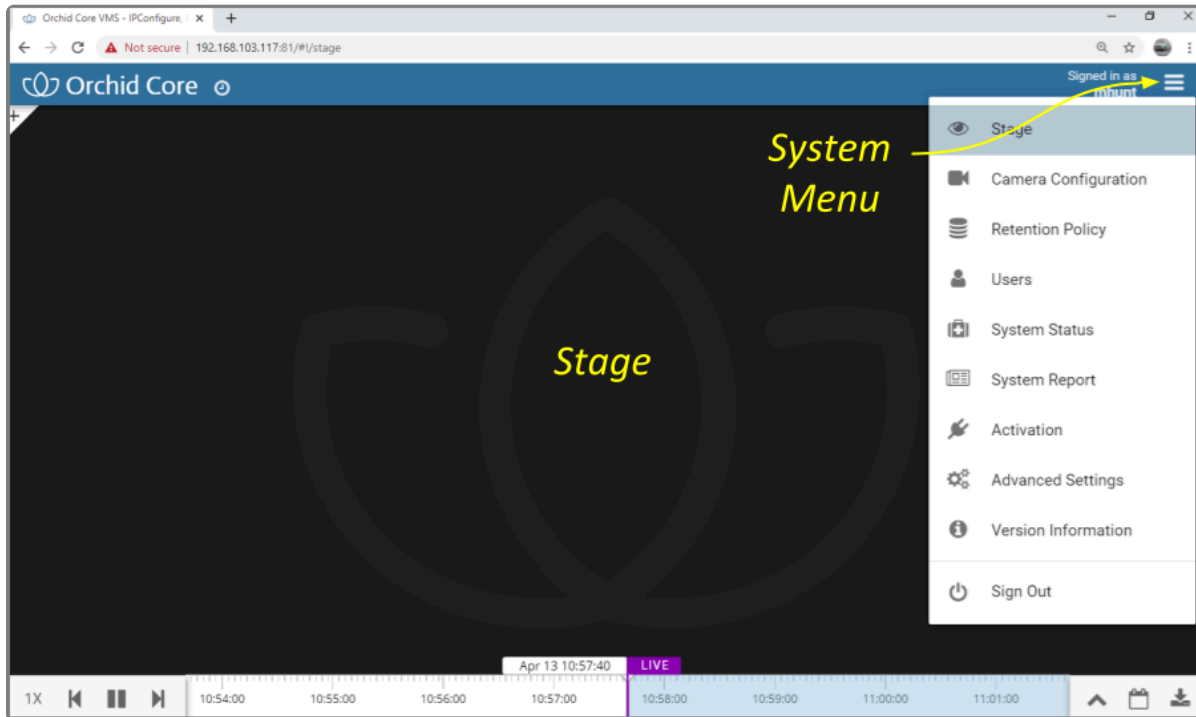 Orchid Core VMS - IPConfigure,
Not secure | 192.168.103.117:81/#!/stage
Orchid Core
Signed in as
mhunt
System
Menu
Stage
Stage
Camera Configuration
Retention Policy
Users
System Status
System Report
Activation
Advanced Settings
Version Information
Sign Out
Apr 13 10:57:40 LIVE
1X 10:54:00 10:55:00 10:56:00 10:57:00 10:58:00 10:59:00 11:00:00 11:01:00